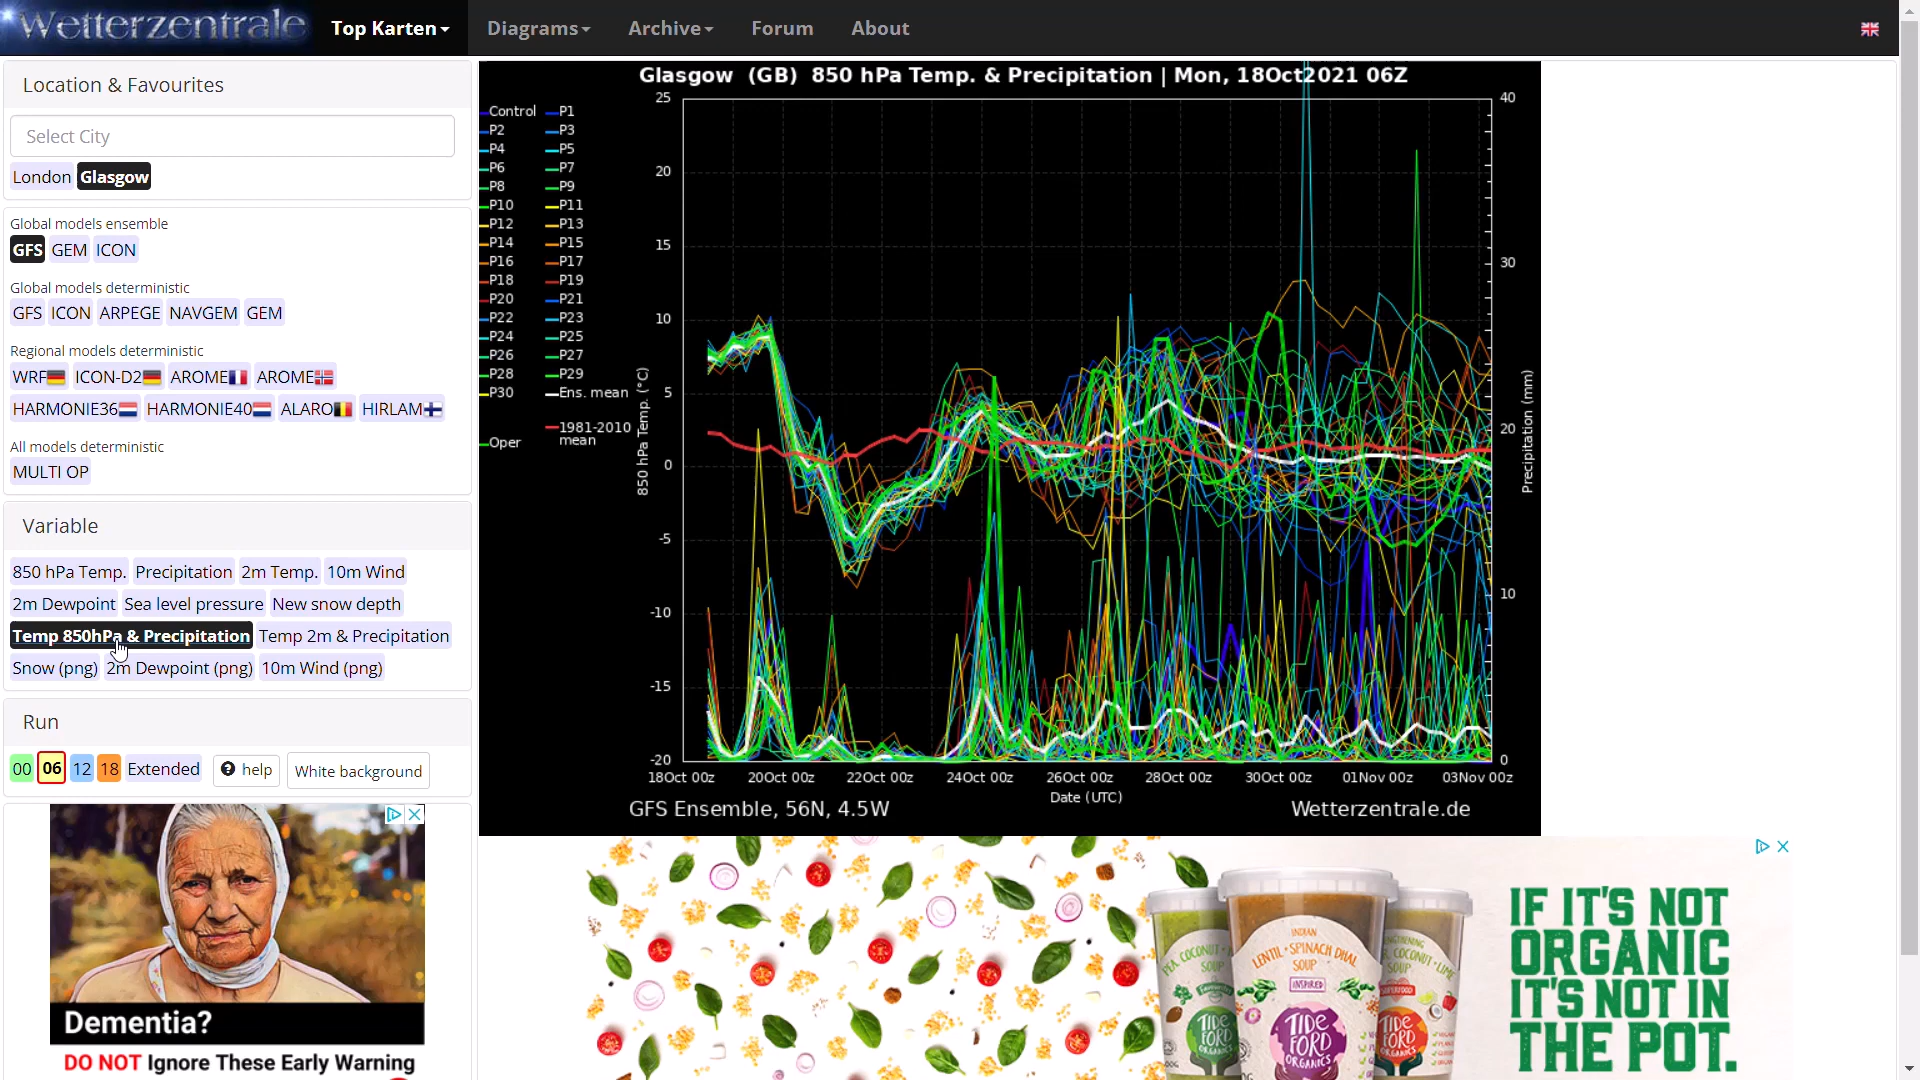 Wetterzentrale
Top Karten
Diagrams
Archive
Forum
About
Location & Favourites
Select City
London Glasgow
Global models ensemble
GFS GEM ICON
Global models deterministic
GFS ICON ARPEGE NAVGEM GEM
Regional models deterministic
WRF ICON-D2 AROME AROME
HARMONIE36 HARMONIE40 ALARO HIRLAM
All models deterministic
MULTI OP
Variable
850 hPa Temp. Precipitation 2m Temp. 10m Wind
2m Dewpoint Sea level pressure New snow depth
Temp 850hPa & Precipitation Temp 2m & Precipitation
Snow (png) 2m Dewpoint (png) 10m Wind (png)
Run
00 06 12 18 Extended help White background
Dementia?
DO NOT Ignore These Early Warning
Glasgow (GB) 850 hPa Temp. & Precipitation | Mon, 18Oct2021 06Z
Control P1
P2 P3
P4 P5
P6 P7
P8 P9
P10 P11
P12 P13
P14 P15
P16 P17
P18 P19
P20 P21
P22 P23
P24 P25
P26 P27
P28 P29
P30 Ens. mean
Oper 1981-2010
mean
850 hPa Temp. (°C)
25
20
15
10
5
0
-5
-10
-15
-20
40
30
20
10
0
Precipitation (mm)
18Oct 00z 20Oct 00z 22Oct 00z 24Oct 00z 26Oct 00z 28Oct 00z 30Oct 00z 01Nov 00z 03Nov 00z
Date (UTC)
GFS Ensemble, 56N, 4.5W
Wetterzentrale.de
INDIAN
LENTIL · SPINACH DHAL
SOUP
INSPIRED
TIDE
FORD
ORGANICS
IF IT'S NOT
ORGANIC
IT'S NOT IN
THE POT.